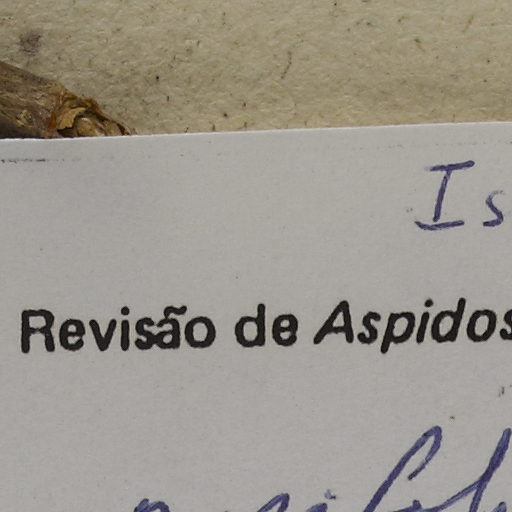 Is
Revisão de Aspidos